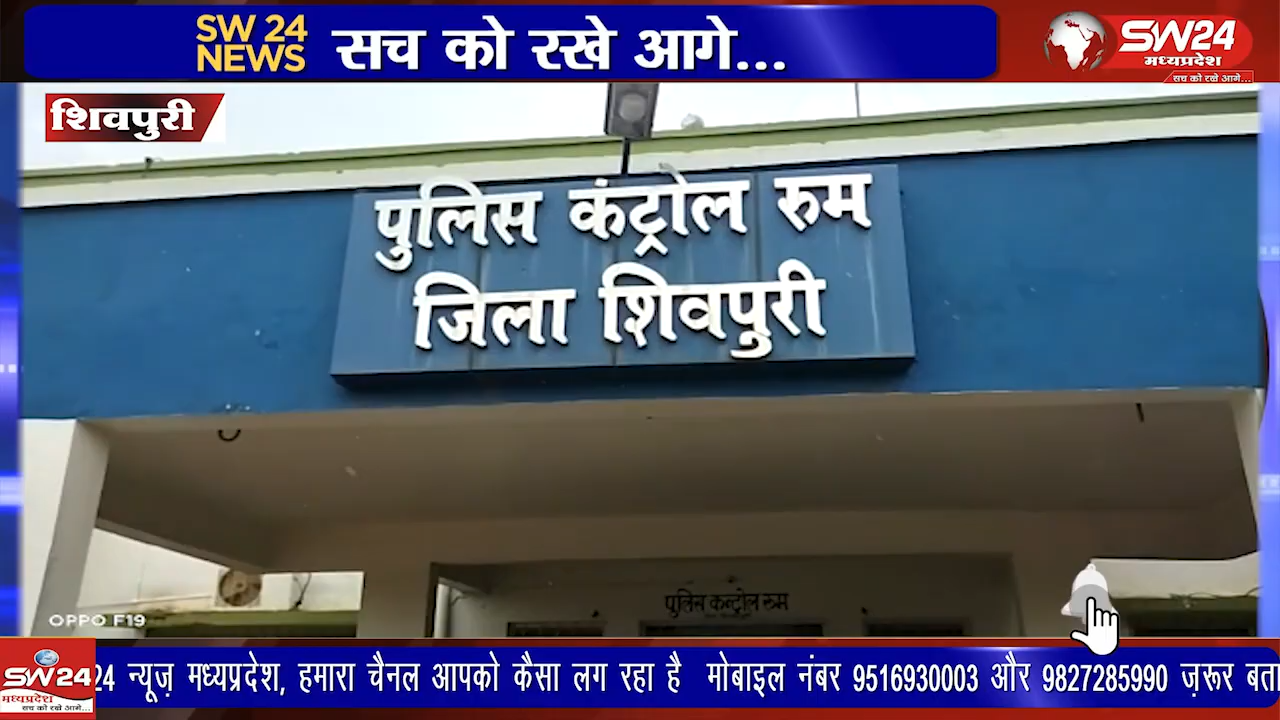 SW 24
NEWS
सच को रखे आगे...
SW24
मध्यप्रदेश
सच को रखे आगे...
शिवपुरी
पुलिस कंट्रोल रुम
जिला शिवपुरी
पुलिस कन्ट्रोल रूम
OPPO F19
SW24
मध्यप्रदेश
सच को रखे आगे...
24 न्यूज़ मध्यप्रदेश, हमारा चैनल आपको कैसा लग रहा है मोबाइल नंबर 9516930003 और 9827285990 ज़रूर बता